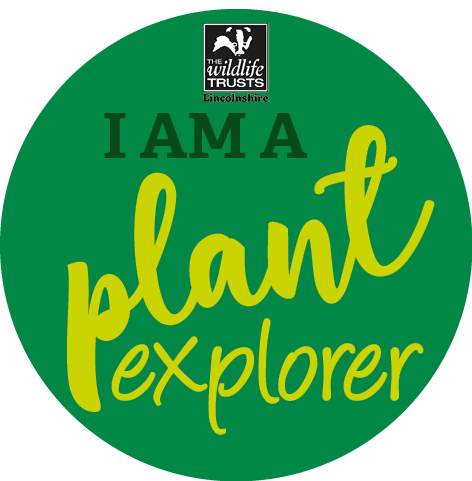 THE
wildlife
TRUSTS
Lincolnshire
I AM A
plant
explorer